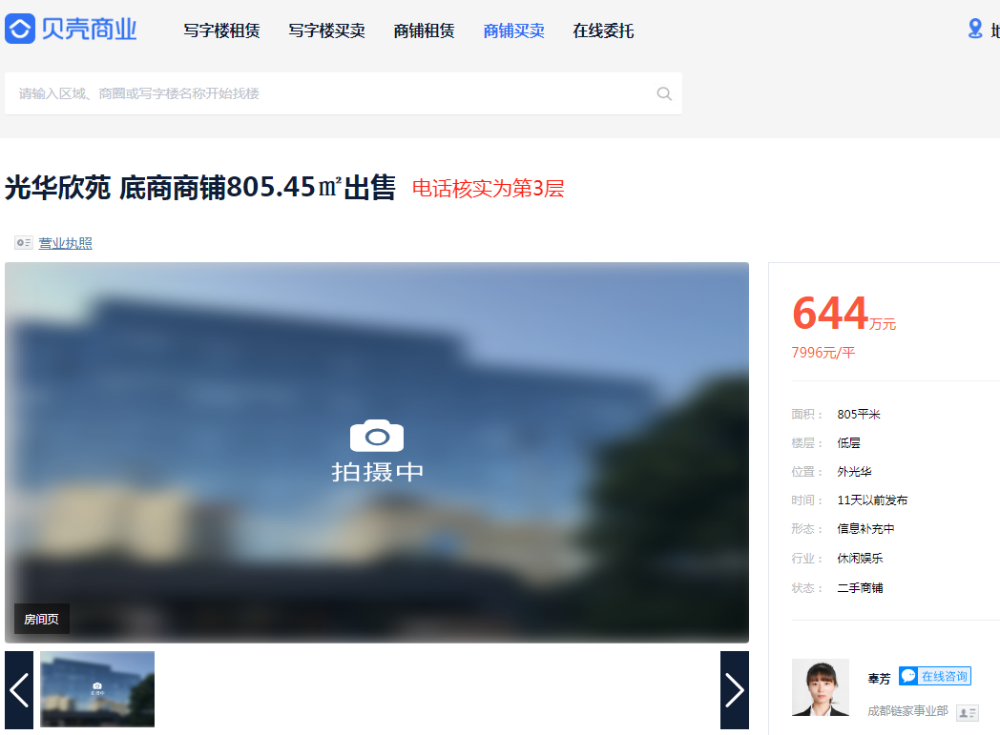 贝壳商业
写字楼租赁 写字楼买卖 商铺租赁 商铺买卖 在线委托
请输入区域、商圈或写字楼名称开始找楼
光华欣苑 底商商铺805.45㎡出售 电话核实为第3层
营业执照
拍摄中
房间页
644万元
7996元/平
面积： 805平米
楼层： 低层
位置： 外光华
时间： 11天以前发布
形态： 信息补充中
行业： 休闲娱乐
状态： 二手商铺
辜芳 在线咨询
成都链家事业部